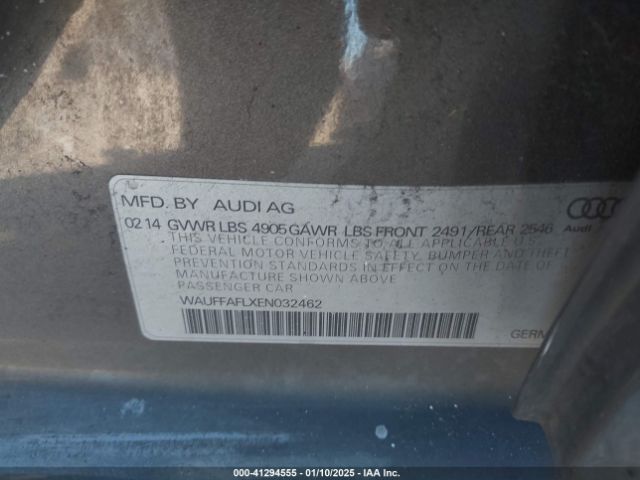 MFD. BY AUDI AG
02 14 GVWR LBS 4905 GAWR LBS FRONT 2491/REAR 2546
Audi
THIS VEHICLE CONFORMS TO ALL APPLICABLE U.S.
FEDERAL MOTOR VEHICLE SAFETY, BUMPER AND THEFT
PREVENTION STANDARDS IN EFFECT ON THE DATE OF
MANUFACTURE SHOWN ABOVE
PASSENGER CAR
WAUFFAFLXEN032462
GERM
000-41294555 - 01/10/2025 - IAA Inc.